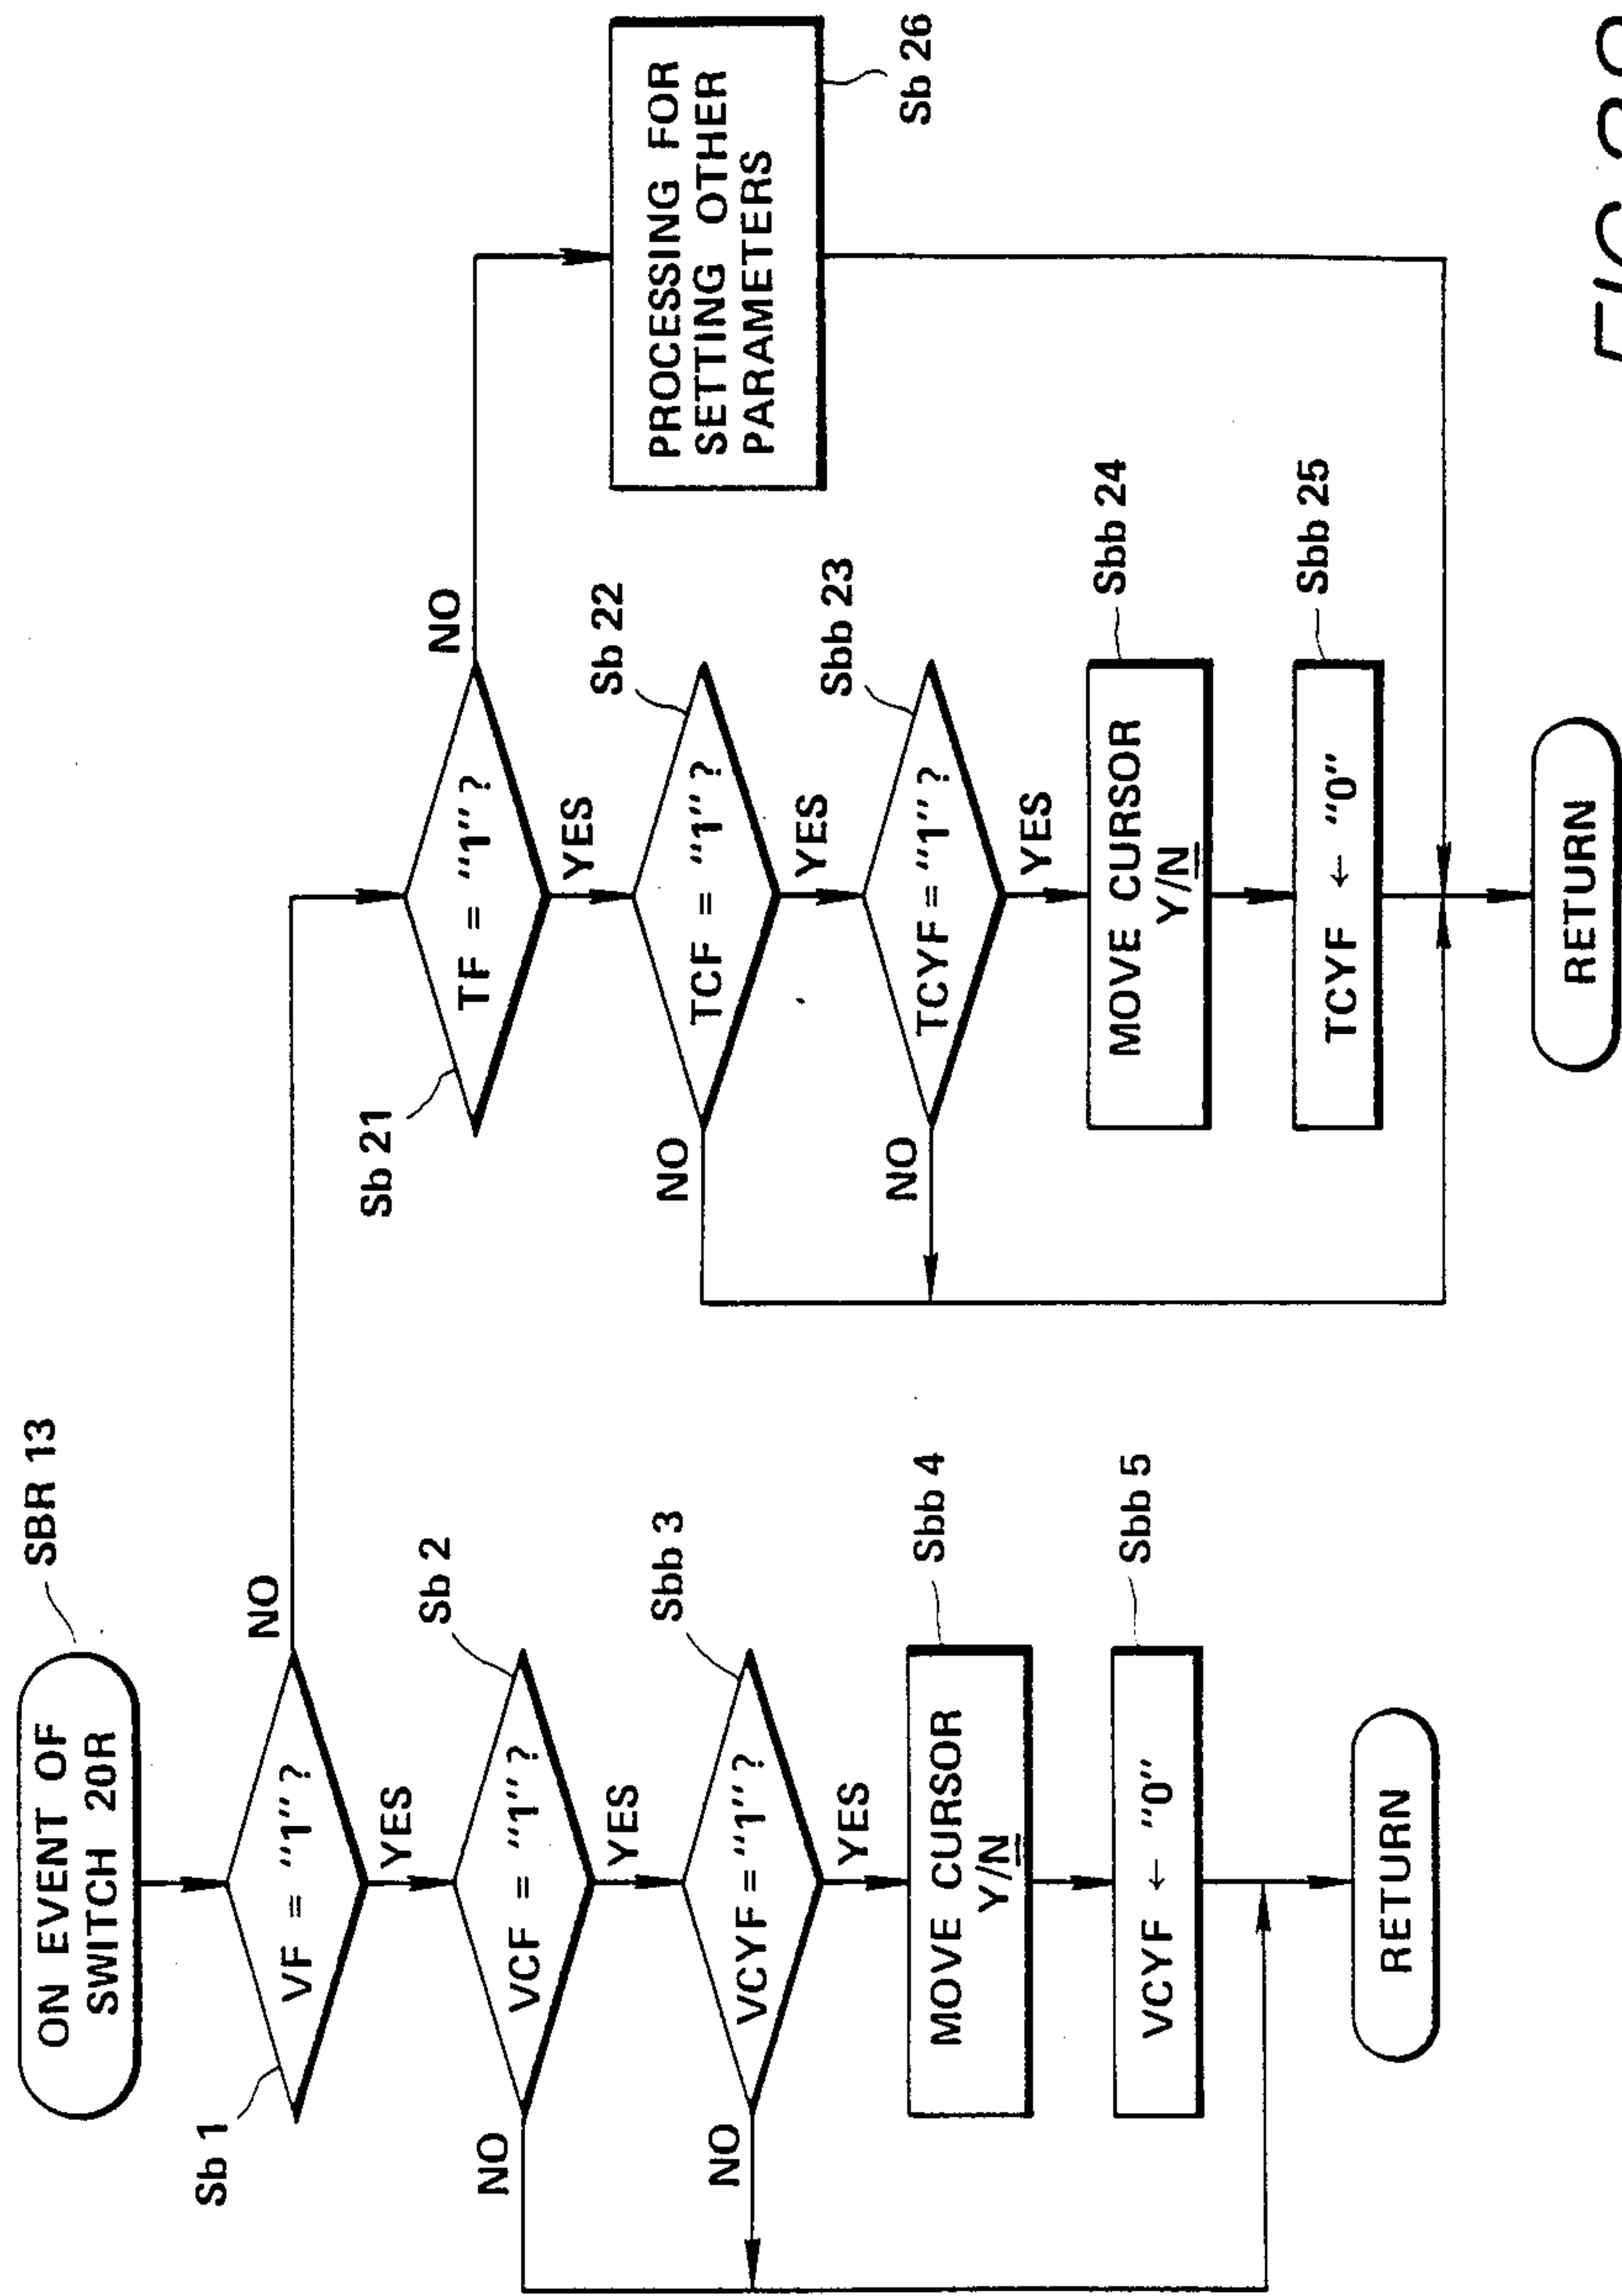 ON EVENT OF
SWITCH 20R
SBR 13
Sb 1
VF = "1" ?
NO
YES
Sb 2
VCF = "1" ?
NO
YES
Sbb 3
VCYF = "1" ?
NO
YES
Sbb 4
MOVE CURSOR
Y/N
Sbb 5
VCYF ← "0"
RETURN
Sb 21
TF = "1" ?
NO
YES
Sb 22
TCF = "1" ?
NO
YES
Sbb 23
TCYF = "1" ?
NO
YES
Sbb 24
MOVE CURSOR
Y/N
Sbb 25
TCYF ← "0"
RETURN
PROCESSING FOR
SETTING OTHER
PARAMETERS
Sb 26